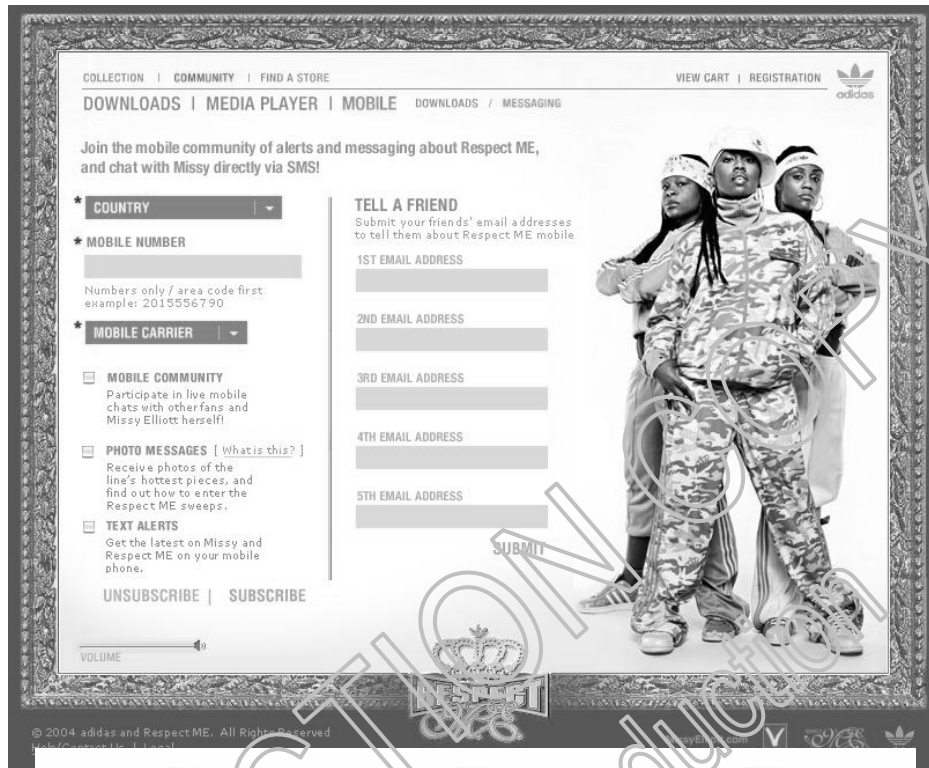 COLLECTION | COMMUNITY | FIND A STORE
VIEW CART | REGISTRATION
adidas
DOWNLOADS | MEDIA PLAYER | MOBILE DOWNLOADS / MESSAGING
Join the mobile community of alerts and messaging about Respect ME,
and chat with Missy directly via SMS!
* COUNTRY
* MOBILE NUMBER
Numbers only / area code first
example: 2015556790
* MOBILE CARRIER
MOBILE COMMUNITY
Participate in live mobile
chats with other fans and
Missy Elliott herself!
PHOTO MESSAGES [ What is this? ]
Receive photos of the
line's hottest pieces, and
find out how to enter the
Respect ME sweeps.
TEXT ALERTS
Get the latest on Missy and
Respect ME on your mobile
phone.
UNSUBSCRIBE | SUBSCRIBE
TELL A FRIEND
Submit your friends' email addresses
to tell them about Respect ME mobile
1ST EMAIL ADDRESS
2ND EMAIL ADDRESS
3RD EMAIL ADDRESS
4TH EMAIL ADDRESS
5TH EMAIL ADDRESS
SUBMIT
VOLUME
RESPECT
M.E.
© 2004 adidas and Respect ME. All Rights Reserved
Help/Contact Us | Legal
MissyElliott.com